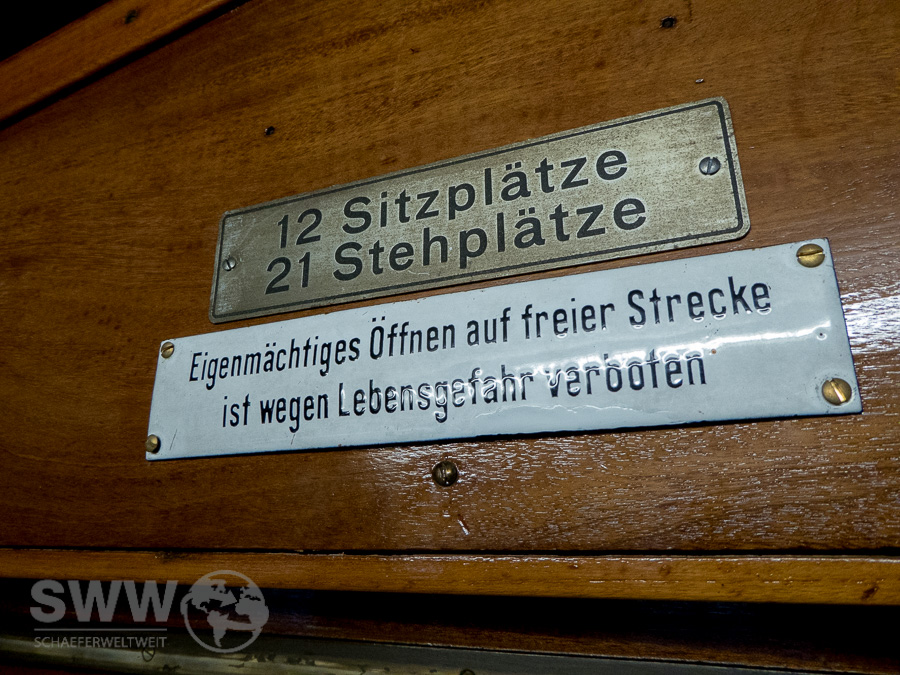 12 Sitzplätze
21 Stehplätze
Eigenmächtiges Öffnen auf freier Strecke
ist wegen Lebensgefahr verboten
SWW
SCHAEFERWELTWEIT